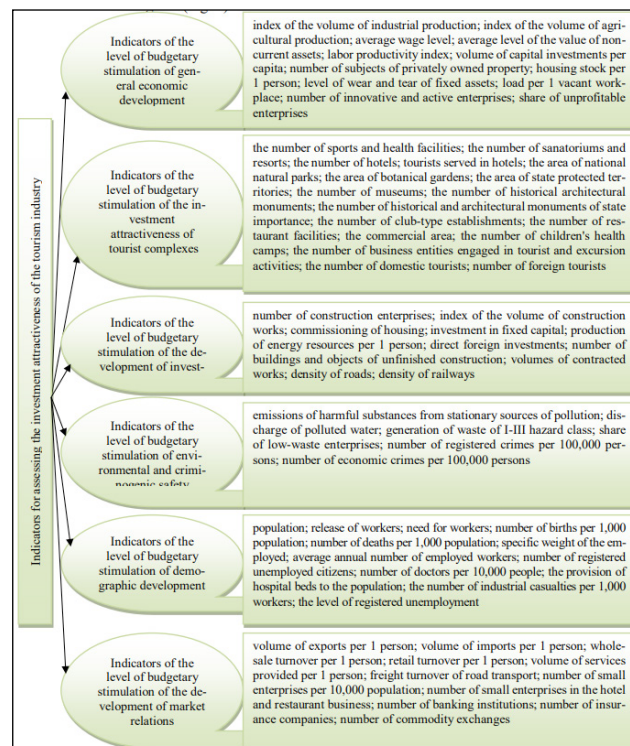 Indicators for assessing the investment attractiveness of the tourism industry
Indicators of the
level of budgetary
stimulation of gen-
eral economic
development
index of the volume of industrial production; index of the volume of agri-
cultural production; average wage level; average level of the value of non-
current assets; labor productivity index; volume of capital investments per
capita; number of subjects of privately owned property; housing stock per
1 person; level of wear and tear of fixed assets; load per 1 vacant work-
place; number of innovative and active enterprises; share of unprofitable
enterprises
Indicators of the
level of budgetary
stimulation of the in-
vestment
attractiveness of
tourist complexes
the number of sports and health facilities; the number of sanatoriums and
resorts; the number of hotels; tourists served in hotels; the area of national
natural parks; the area of botanical gardens; the area of state protected ter-
ritories; the number of museums; the number of historical architectural
monuments; the number of historical and architectural monuments of state
importance; the number of club-type establishments; the number of res-
taurant facilities; the commercial area; the number of children's health
camps; the number of business entities engaged in tourist and excursion
activities; the number of domestic tourists; number of foreign tourists
Indicators of the
level of budgetary
stimulation of the de-
velopment of invest-
number of construction enterprises; index of the volume of construction
works; commissioning of housing; investment in fixed capital; production
of energy resources per 1 person; direct foreign investments; number of
buildings and objects of unfinished construction; volumes of contracted
works; density of roads; density of railways
Indicators of the
level of budgetary
stimulation of envi-
ronmental and crimi-
nogenic safety
emissions of harmful substances from stationary sources of pollution; dis-
charge of polluted water; generation of waste of I-III hazard class; share
of low-waste enterprises; number of registered crimes per 100,000 per-
sons; number of economic crimes per 100,000 persons
Indicators of the
level of budgetary
stimulation of demo-
graphic development
population; release of workers; need for workers; number of births per 1,000
population; number of deaths per 1,000 population; specific weight of the em-
ployed; average annual number of employed workers; number of registered
unemployed citizens; number of doctors per 10,000 people; the provision of
hospital beds to the population; the number of industrial casualties per 1,000
workers; the level of registered unemployment
Indicators of the
level of budgetary
stimulation of the de-
velopment of market
relations
volume of exports per 1 person; volume of imports per 1 person; whole-
sale turnover per 1 person; retail turnover per 1 person; volume of services
provided per 1 person; freight turnover of road transport; number of small
enterprises per 10,000 population; number of small enterprises in the hotel
and restaurant business; number of banking institutions; number of insur-
ance companies; number of commodity exchanges